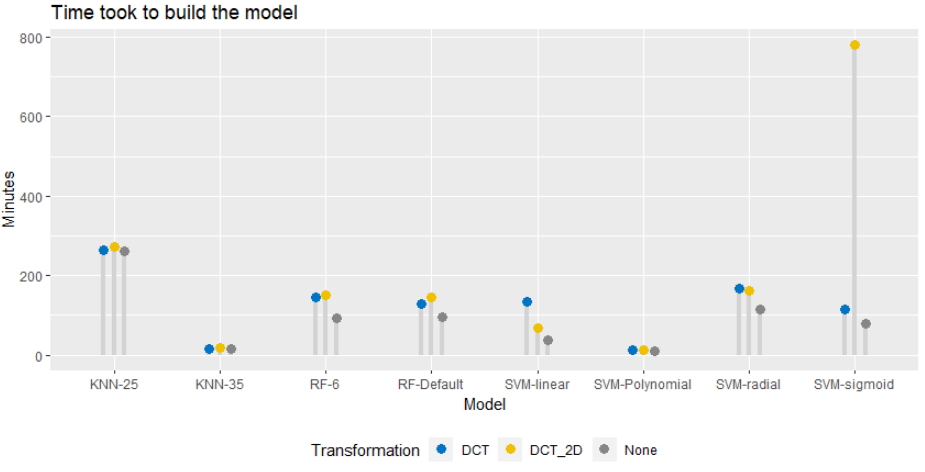 Time took to build the model
800
600
400
200
0
Minutes
KNN-25 KNN-35 RF-6 RF-Default SVM-linear SVM-Polynomial SVM-radial SVM-sigmoid
Model
Transformation DCT DCT_2D None